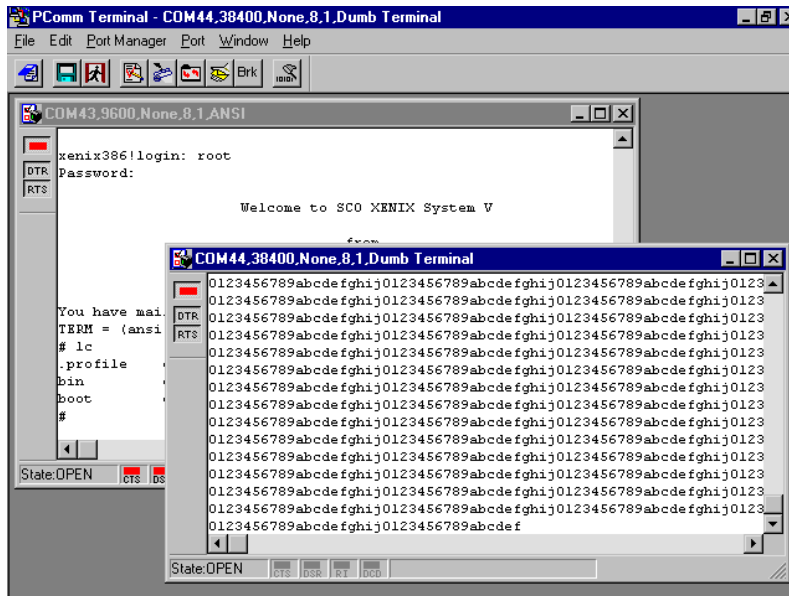 PComm Terminal - COM44,38400,None,8,1,Dumb Terminal
File Edit Port Manager Port Window Help
Brk
COM43,9600,None,8,1,ANSI
DTR
RTS
xenix386!login: root
Password:
Welcome to SCO XENIX System V
from
You have mai
TERM = (ansi
# lc
.profile
bin
boot
#
State:OPEN CTS DS
COM44,38400,None,8,1,Dumb Terminal
DTR
RTS
0123456789abcdefghij0123456789abcdefghij0123456789abcdefghij0123
0123456789abcdefghij0123456789abcdefghij0123456789abcdefghij0123
0123456789abcdefghij0123456789abcdefghij0123456789abcdefghij0123
0123456789abcdefghij0123456789abcdefghij0123456789abcdefghij0123
0123456789abcdefghij0123456789abcdefghij0123456789abcdefghij0123
0123456789abcdefghij0123456789abcdefghij0123456789abcdefghij0123
0123456789abcdefghij0123456789abcdefghij0123456789abcdefghij0123
0123456789abcdefghij0123456789abcdefghij0123456789abcdefghij0123
0123456789abcdefghij0123456789abcdefghij0123456789abcdefghij0123
0123456789abcdefghij0123456789abcdefghij0123456789abcdefghij0123
0123456789abcdefghij0123456789abcdefghij0123456789abcdefghij0123
0123456789abcdefghij0123456789abcdefghij0123456789abcdefghij0123
0123456789abcdefghij0123456789abcdefghij0123456789abcdefghij0123
0123456789abcdefghij0123456789abcdefghij0123456789abcdefghij0123
0123456789abcdefghij0123456789abcdef
State:OPEN CTS DSR RI DCD